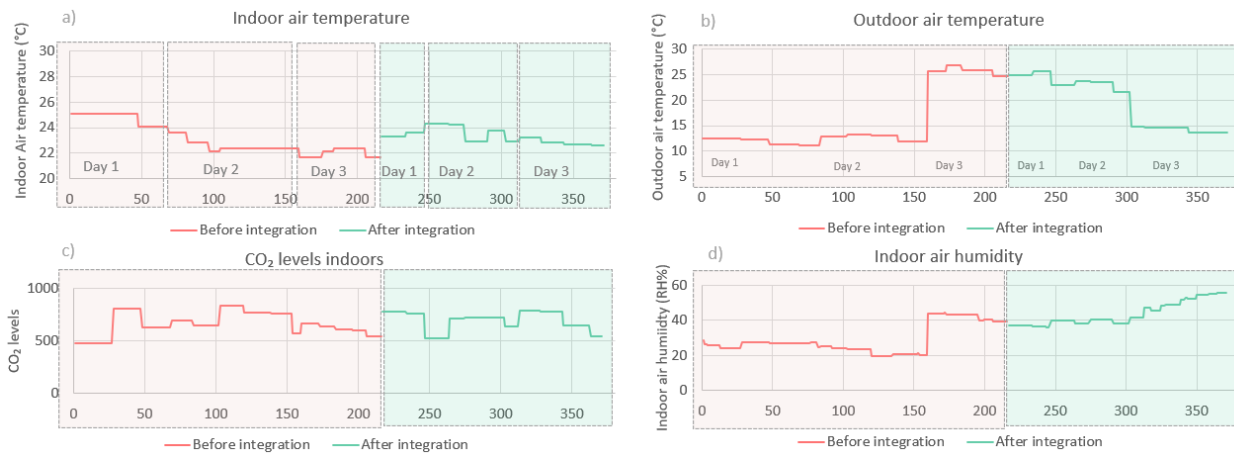 a)
Indoor air temperature
Indoor Air temperature (°C)
30
28
26
24
22
20
Day 1
Day 2
Day 3
Day 1
Day 2
Day 3
0 50 100 150 200 250 300 350
Before integration After integration
b)
Outdoor air temperature
Outdoor air temperature (°C)
30
25
20
15
10
5
Day 1
Day 2
Day 3
Day 1
Day 2
Day 3
0 50 100 150 200 250 300 350
Before integration After integration
c)
CO₂ levels indoors
CO₂ levels
1000
500
0
0 50 100 150 200 250 300 350
Before integration After integration
d)
Indoor air humidity
Indoor air humiidty (RH%)
60
40
20
0
0 50 100 150 200 250 300 350
Before integration After integration